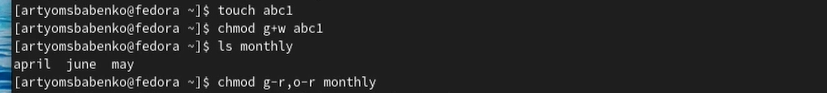 [artyomsbabenko@fedora ~]$ touch abc1
[artyomsbabenko@fedora ~]$ chmod g+w abc1
[artyomsbabenko@fedora ~]$ ls monthly
april  june  may
[artyomsbabenko@fedora ~]$ chmod g-r,o-r monthly